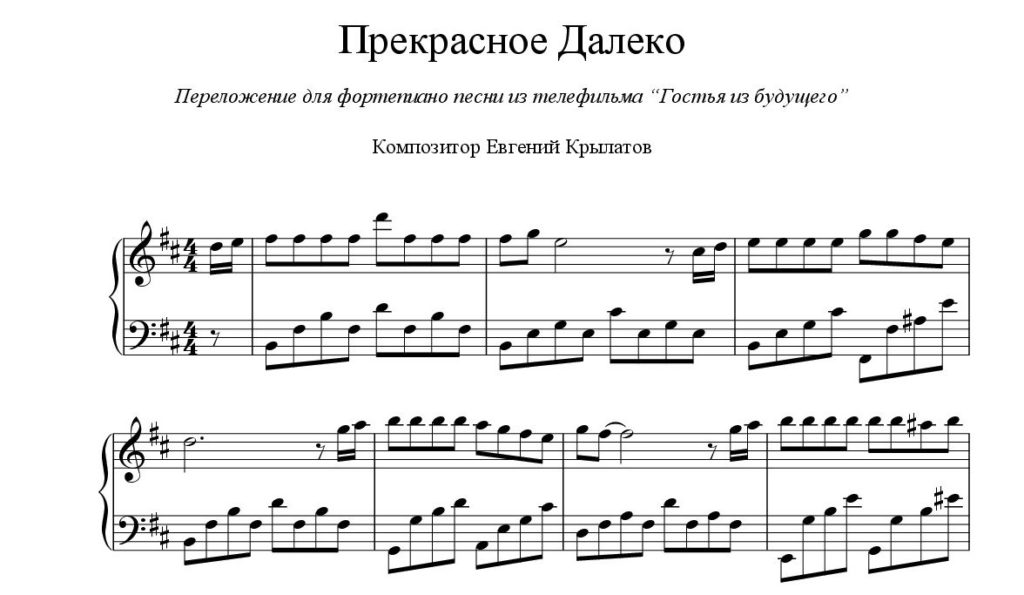 Прекрасное Далеко
Переложение для фортепиано песни из телефильма “Гостья из будущего”
Композитор Евгений Крылатов